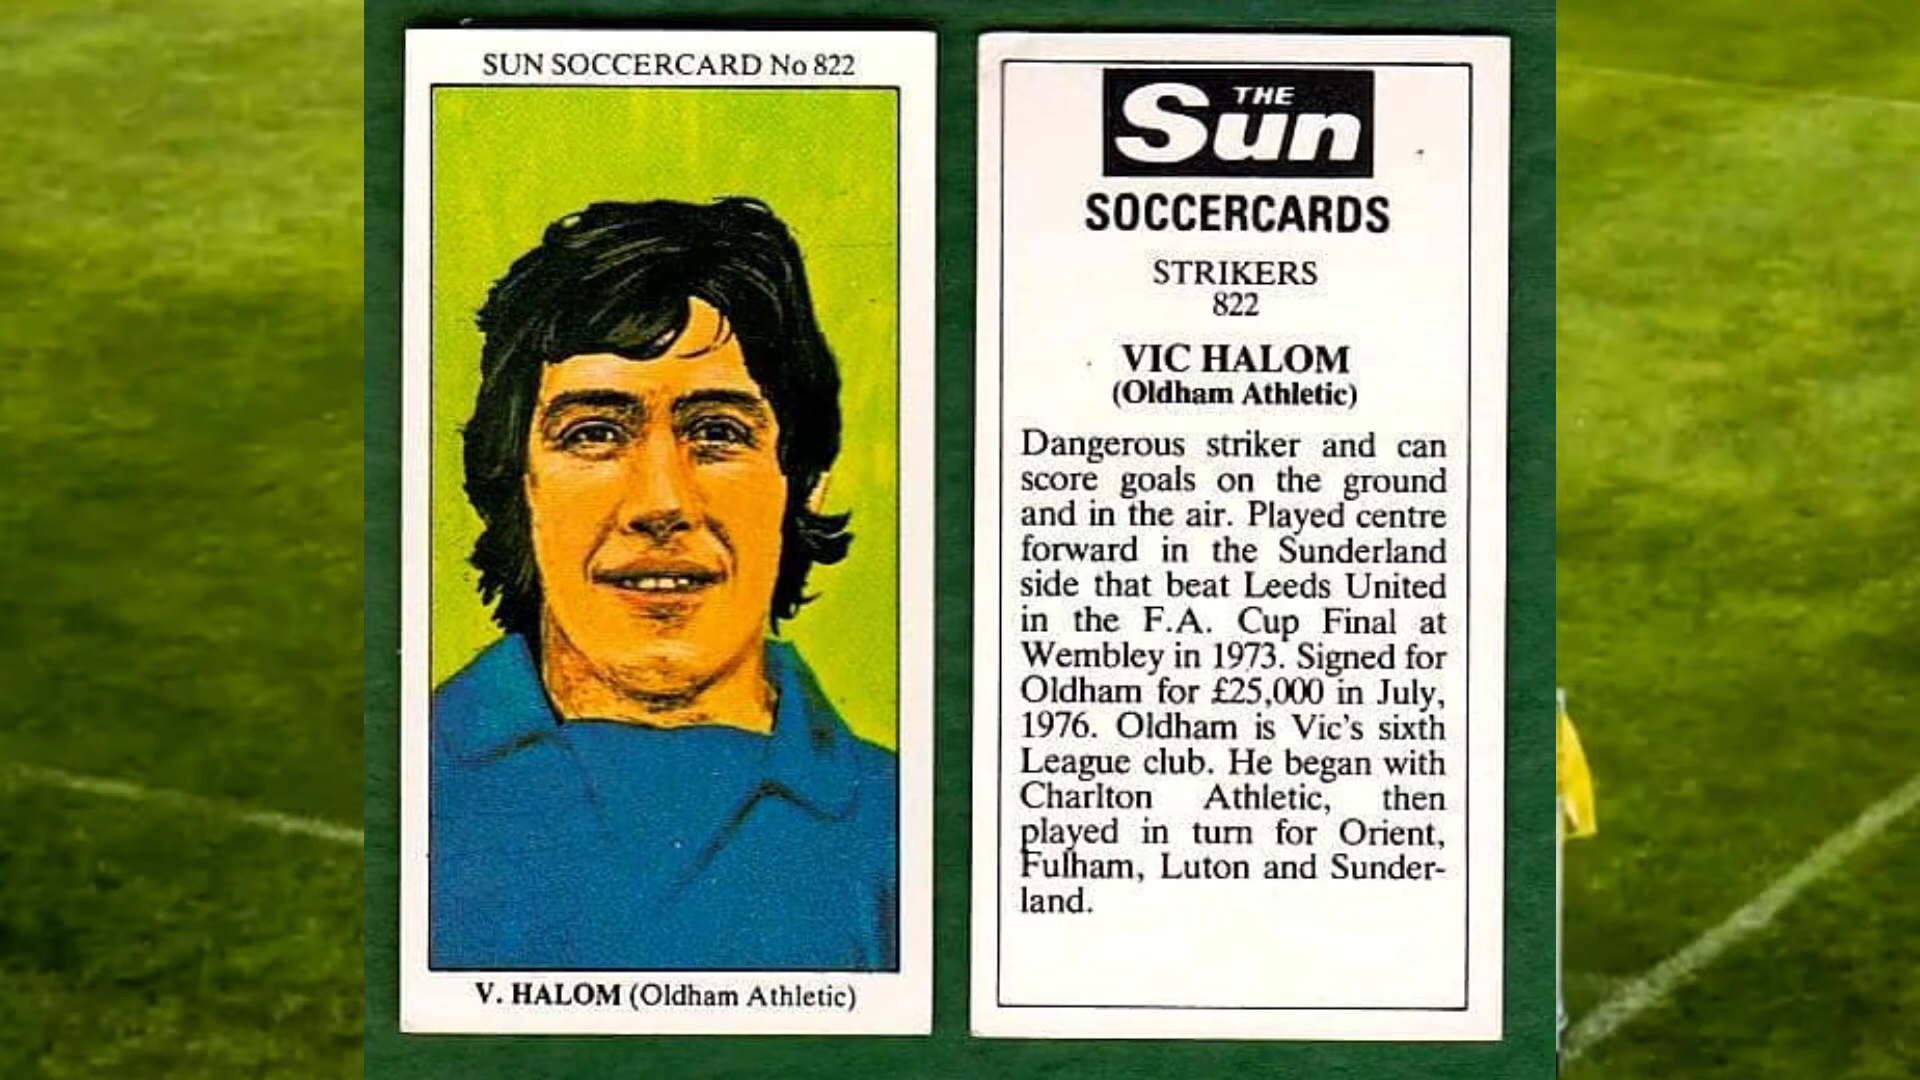 SUN SOCCERCARD No 822
V. HALOM (Oldham Athletic)
THE
Sun
SOCCERCARDS
STRIKERS
822
VIC HALOM
(Oldham Athletic)
Dangerous striker and can
score goals on the ground
and in the air. Played centre
forward in the Sunderland
side that beat Leeds United
in the F.A. Cup Final at
Wembley in 1973. Signed for
Oldham for £25,000 in July,
1976. Oldham is Vic's sixth
League club. He began with
Charlton Athletic, then
played in turn for Orient,
Fulham, Luton and Sunder-
land.